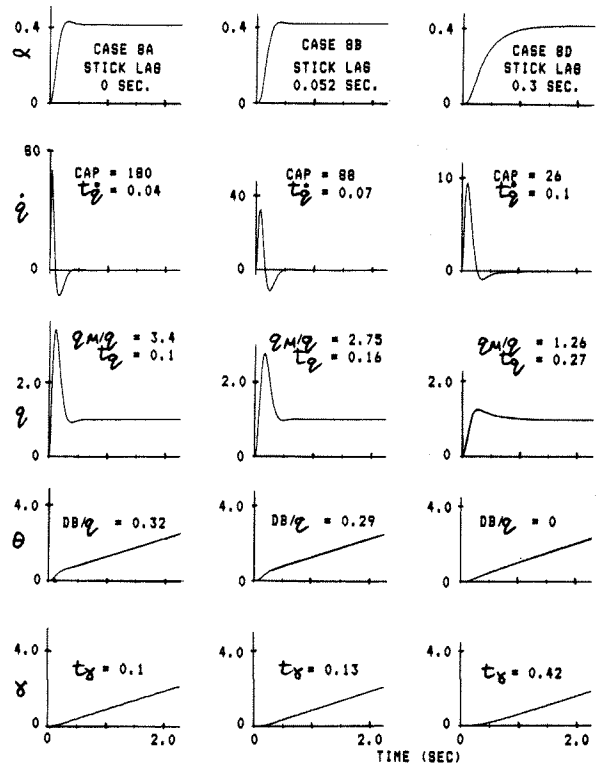 0.4
CASE 8A
STICK LAG
0 SEC.
0
CASE 8B
STICK LAG
0.052 SEC.
0
CASE 8D
STICK LAG
0.3 SEC.
ℓ
0.4
0
0.4
80
CAP = 180
tq̇ = 0.04
q̇
0
CAP = 88
tq̇ = 0.07
40
0
CAP = 26
tq̇ = 0.1
10
0
qM/q = 3.4
tq = 0.1
2.0
q
0
qM/q = 2.75
tq = 0.16
2.0
0
qM/q = 1.26
tq = 0.27
2.0
0
4.0
DB/q = 0.32
θ
0
4.0
DB/q = 0.29
0
4.0
DB/q = 0
0
4.0
tγ = 0.1
γ
0
0
2.0
4.0
tγ = 0.13
0
0
2.0
4.0
tγ = 0.42
0
0
2.0
TIME (SEC)